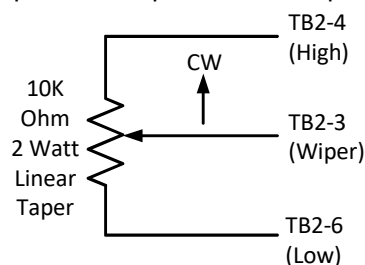 TB2-4
(High)
CW
10K
Ohm
2 Watt
Linear
Taper
TB2-3
(Wiper)
TB2-6
(Low)